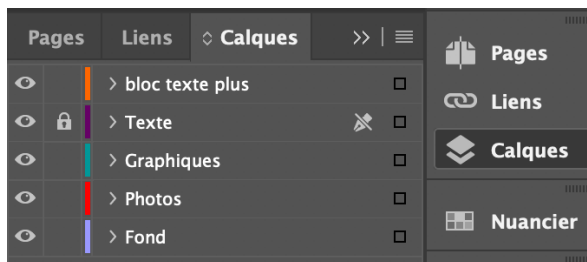 Pages Liens Calques
bloc texte plus
Texte
Graphiques
Photos
Fond
Pages
Liens
Calques
Nuancier